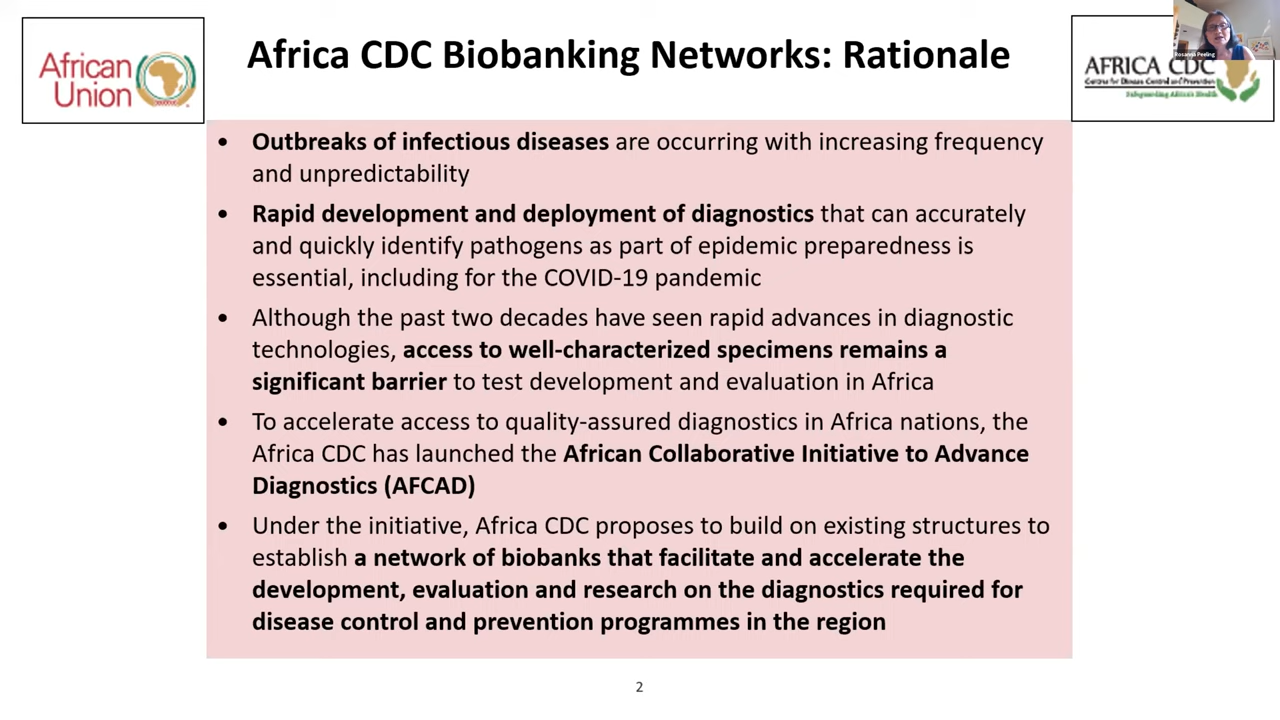 African
Union
Africa CDC Biobanking Networks: Rationale
Rosanna Peeling
AFRICA CDC
Centres for Disease Control and Prevention
Safeguarding Africa's Health
• Outbreaks of infectious diseases are occurring with increasing frequency
and unpredictability
• Rapid development and deployment of diagnostics that can accurately
and quickly identify pathogens as part of epidemic preparedness is
essential, including for the COVID-19 pandemic
• Although the past two decades have seen rapid advances in diagnostic
technologies, access to well-characterized specimens remains a
significant barrier to test development and evaluation in Africa
• To accelerate access to quality-assured diagnostics in Africa nations, the
Africa CDC has launched the African Collaborative Initiative to Advance
Diagnostics (AFCAD)
• Under the initiative, Africa CDC proposes to build on existing structures to
establish a network of biobanks that facilitate and accelerate the
development, evaluation and research on the diagnostics required for
disease control and prevention programmes in the region
2